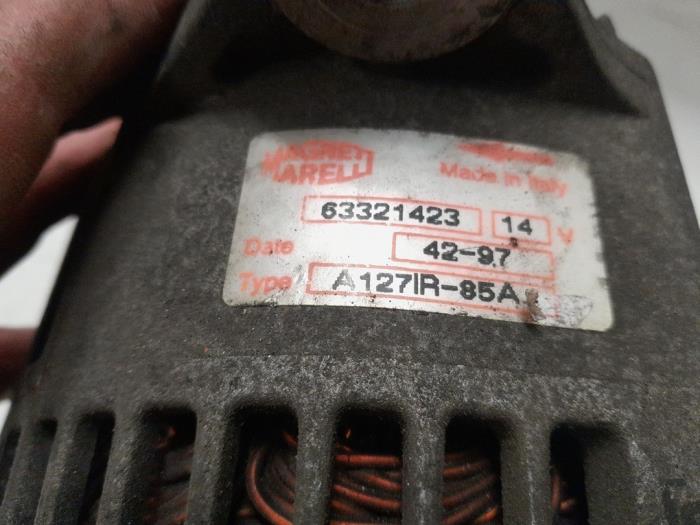 MAGNETI
MARELLI
Made in Italy
63321423 14 V
Date 42-97
Type A127IR-85A